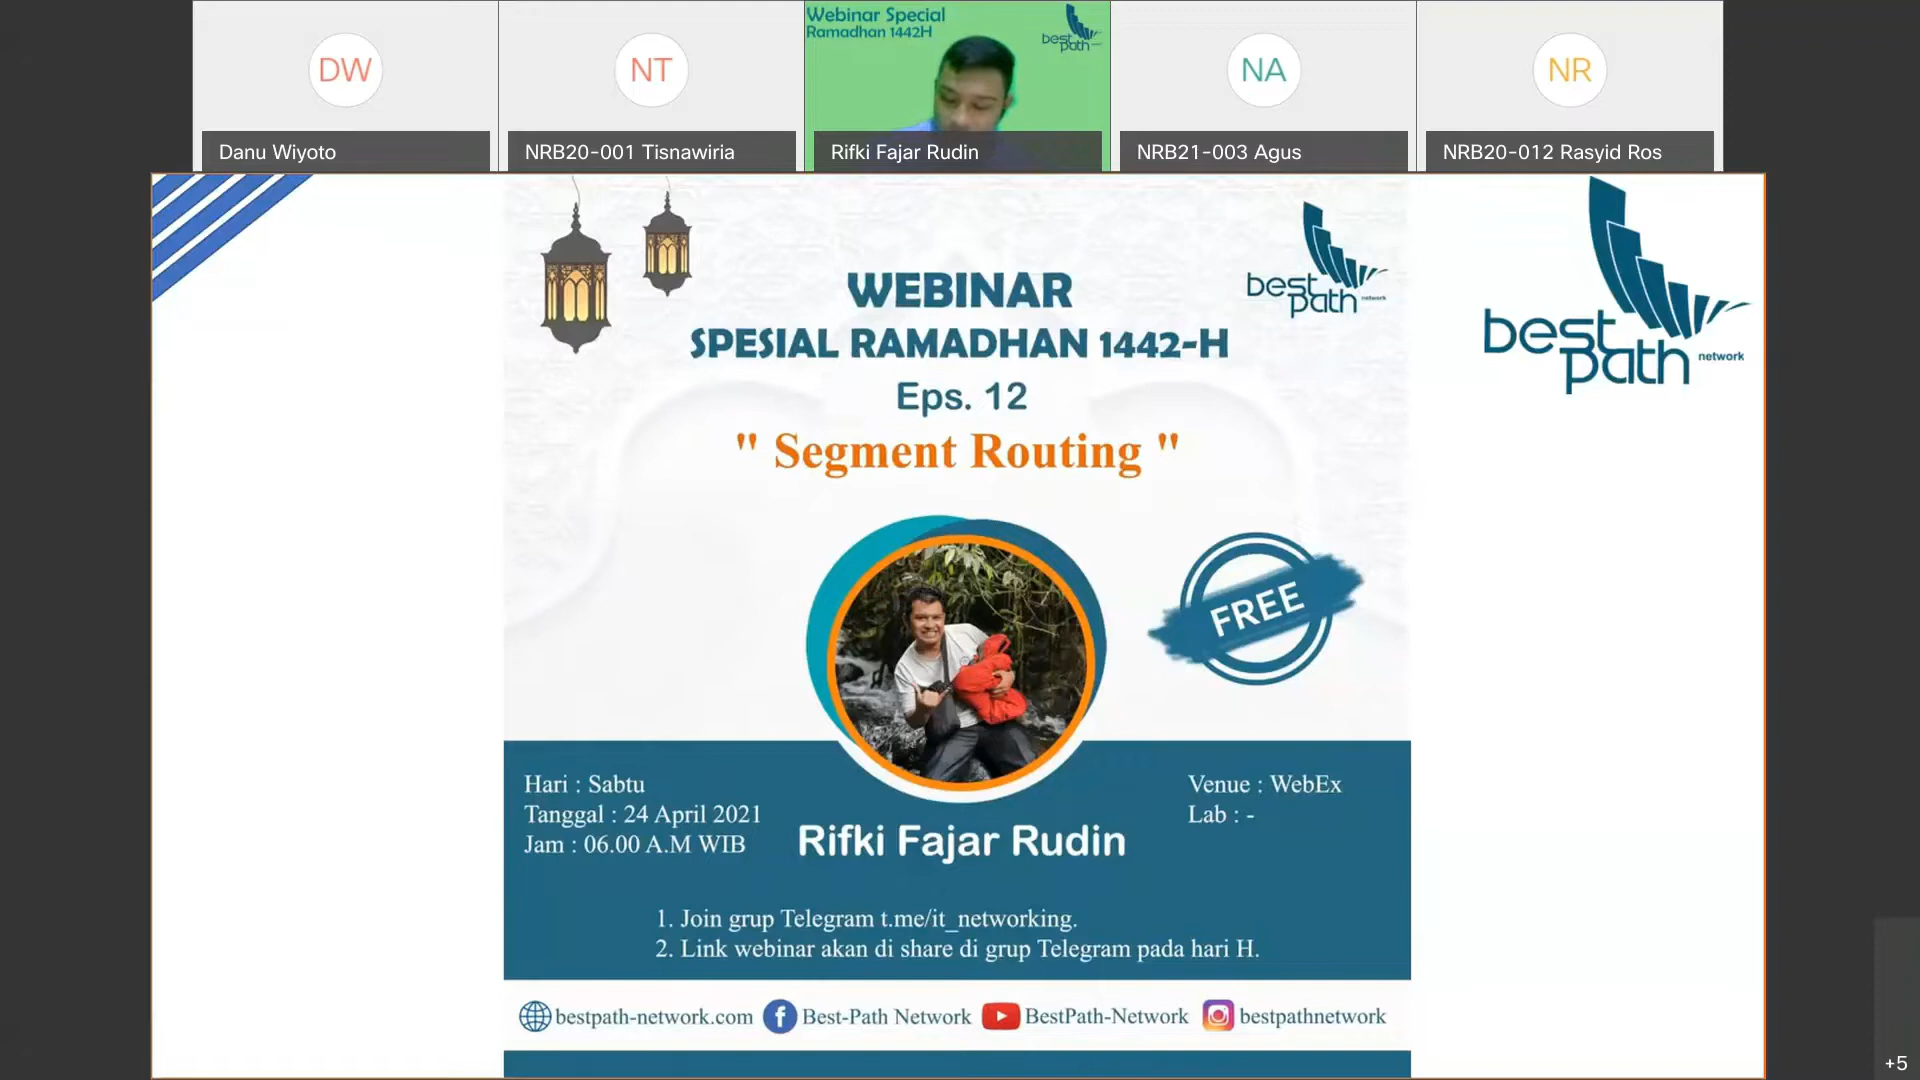 DW
NT
Webinar Special
Ramadhan 1442H
best path
NA
NR
Danu Wiyoto
NRB20-001 Tisnawiria
Rifki Fajar Rudin
NRB21-003 Agus
NRB20-012 Rasyid Ros
WEBINAR
SPESIAL RAMADHAN 1442-H
Eps. 12
" Segment Routing "
best path network
best path network
FREE
Hari : Sabtu
Tanggal : 24 April 2021
Jam : 06.00 A.M WIB
Venue : WebEx
Lab : -
Rifki Fajar Rudin
1. Join grup Telegram t.me/it_networking.
2. Link webinar akan di share di grup Telegram pada hari H.
bestpath-network.com Best-Path Network BestPath-Network bestpathnetwork
+5